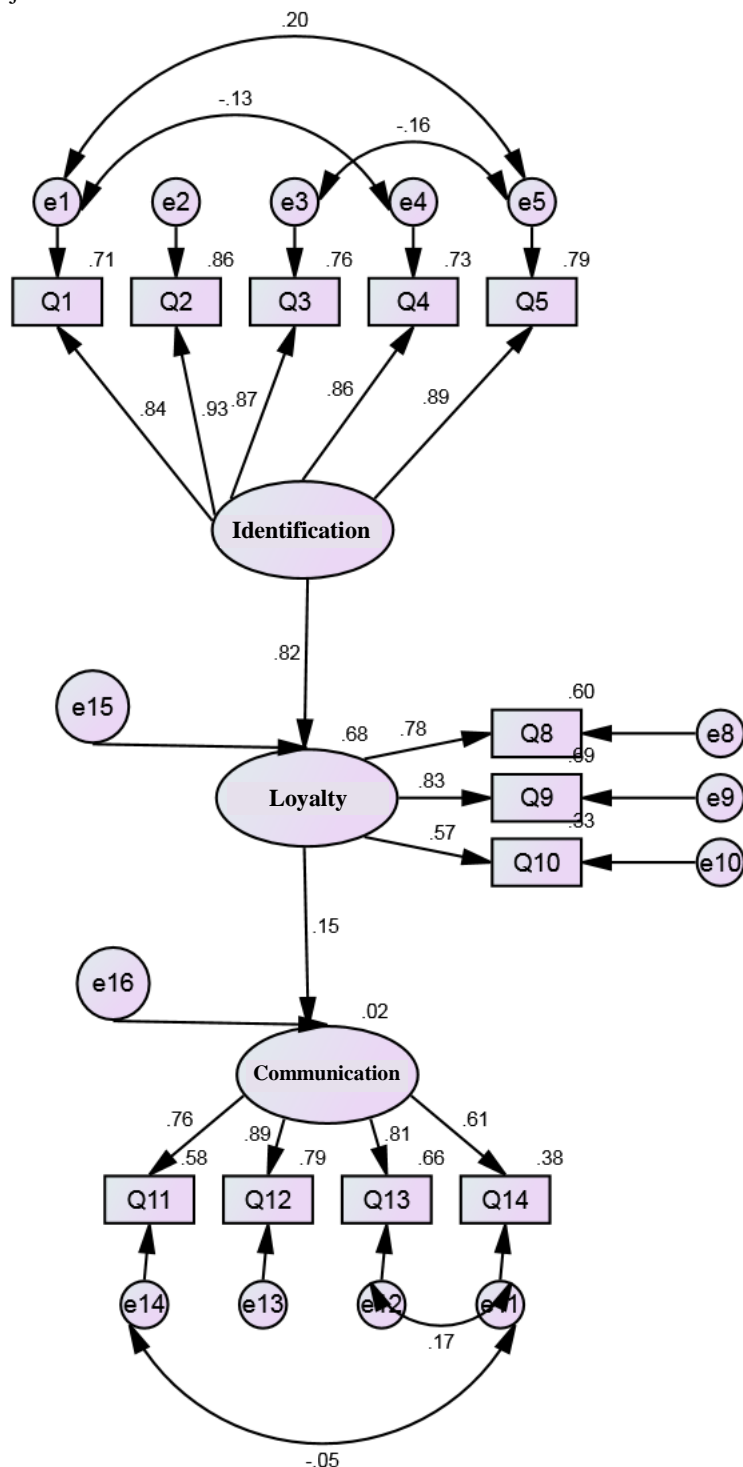 .20
-.13
-.16
e1 e2 e3 e4 e5
.71 .86 .76 .73 .79
Q1 Q2 Q3 Q4 Q5
.84 .93 .87 .86 .89
Identification
.82
e15
.60
.68 .78 Q8 e8
.69
Loyalty .83 Q9 e9
.33
.57 Q10 e10
.15
e16
.02
Communication
.76 .89 .81 .61
.58 .79 .66 .38
Q11 Q12 Q13 Q14
e14 e13 e12 e11
.17
-.05